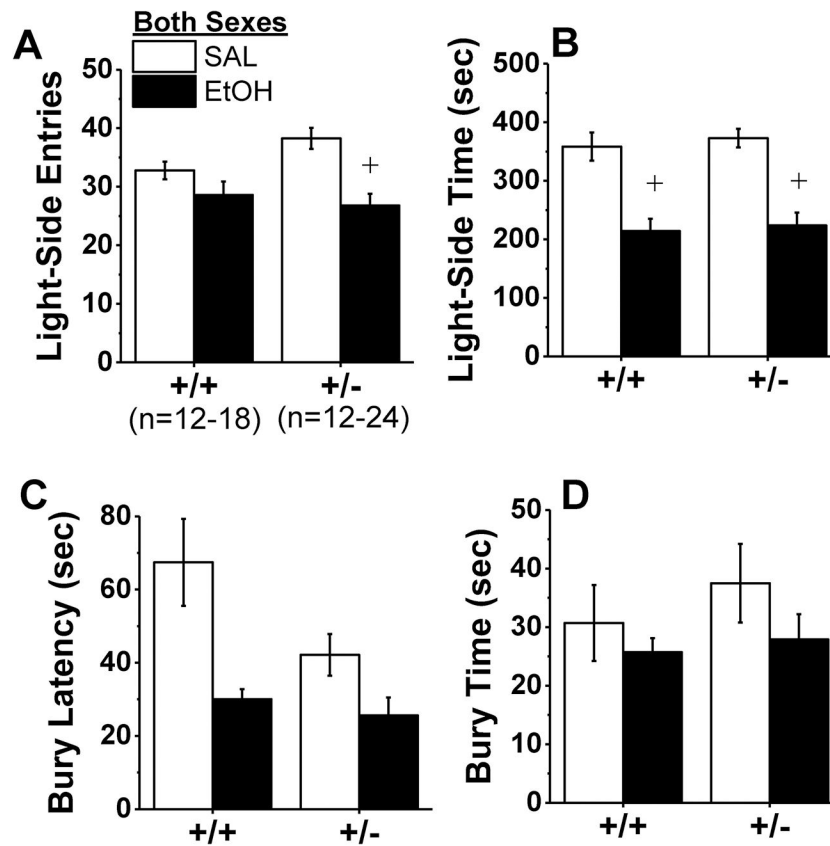 Both Sexes
SAL
EtOH
A
Light-Side Entries
50
40
30
20
10
0
+
+/+
+/-
(n=12-18)
(n=12-24)
B
Light-Side Time (sec)
500
400
300
200
100
0
+
+
+/+
+/-
C
Bury Latency (sec)
80
60
40
20
0
+/+
+/-
D
Bury Time (sec)
50
40
30
20
10
0
+/+
+/-